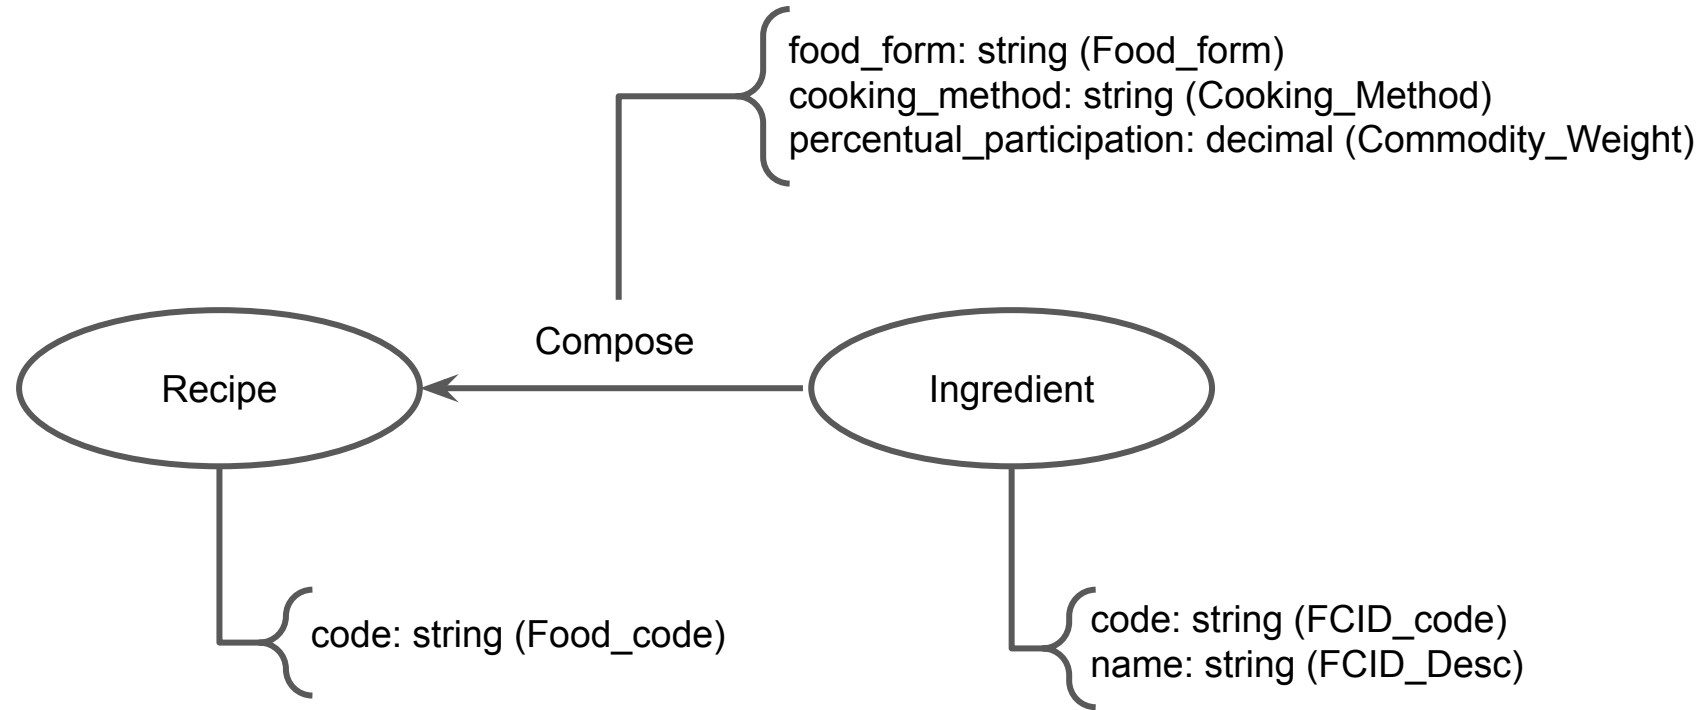 food_form: string (Food_form)
cooking_method: string (Cooking_Method)
percentual_participation: decimal (Commodity_Weight)
Compose
Recipe
Ingredient
code: string (Food_code)
code: string (FCID_code)
name: string (FCID_Desc)